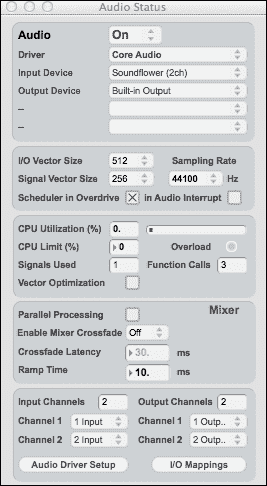 Audio Status
Audio On
Driver Core Audio
Input Device Soundflower (2ch)
Output Device Built-in Output
--
--
I/O Vector Size 512 Sampling Rate
Signal Vector Size 256 44100 Hz
Scheduler in Overdrive in Audio Interrupt
CPU Utilization (%) 0.
CPU Limit (%) 0 Overload
Signals Used 1 Function Calls 3
Vector Optimization
Mixer
Parallel Processing
Enable Mixer Crossfade Off
Crossfade Latency 30. ms
Ramp Time 10. ms
Input Channels 2 Output Channels 2
Channel 1 1 Input Channel 1 1 Outp..
Channel 2 2 Input Channel 2 2 Outp..
Audio Driver Setup I/O Mappings